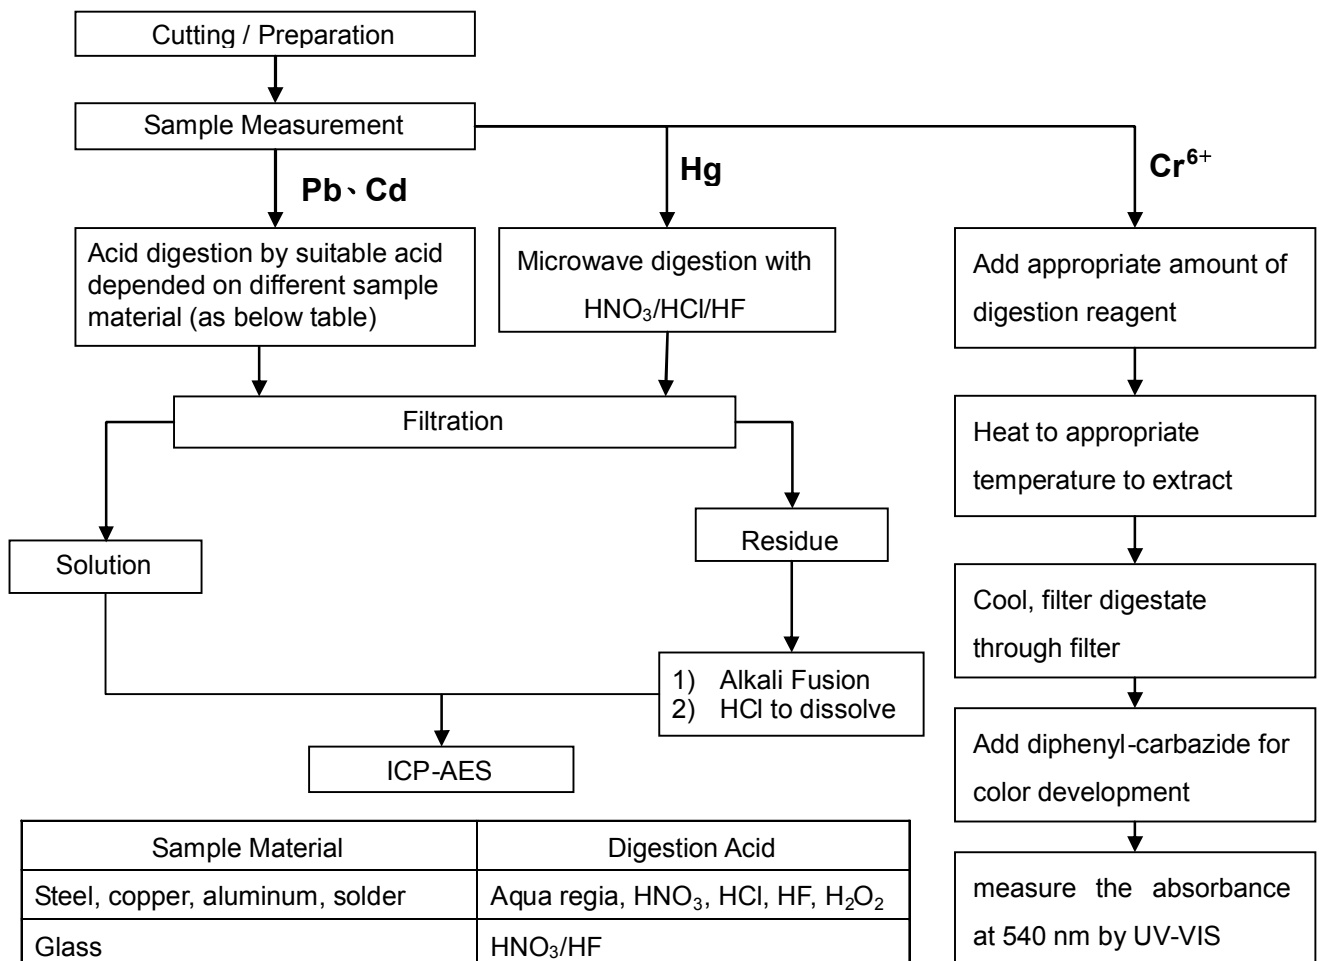 Cutting / Preparation
Sample Measurement
Pb、Cd
Hg
Cr⁶⁺
Acid digestion by suitable acid
depended on different sample
material (as below table)
Microwave digestion with
HNO₃/HCl/HF
Add appropriate amount of
digestion reagent
Filtration
Heat to appropriate
temperature to extract
Solution
Residue
Cool, filter digestate
through filter
1) Alkali Fusion
2) HCl to dissolve
ICP-AES
Add diphenyl-carbazide for
color development
measure the absorbance
at 540 nm by UV-VIS
Sample Material Digestion Acid
Steel, copper, aluminum, solder Aqua regia, HNO₃, HCl, HF, H₂O₂
Glass HNO₃/HF